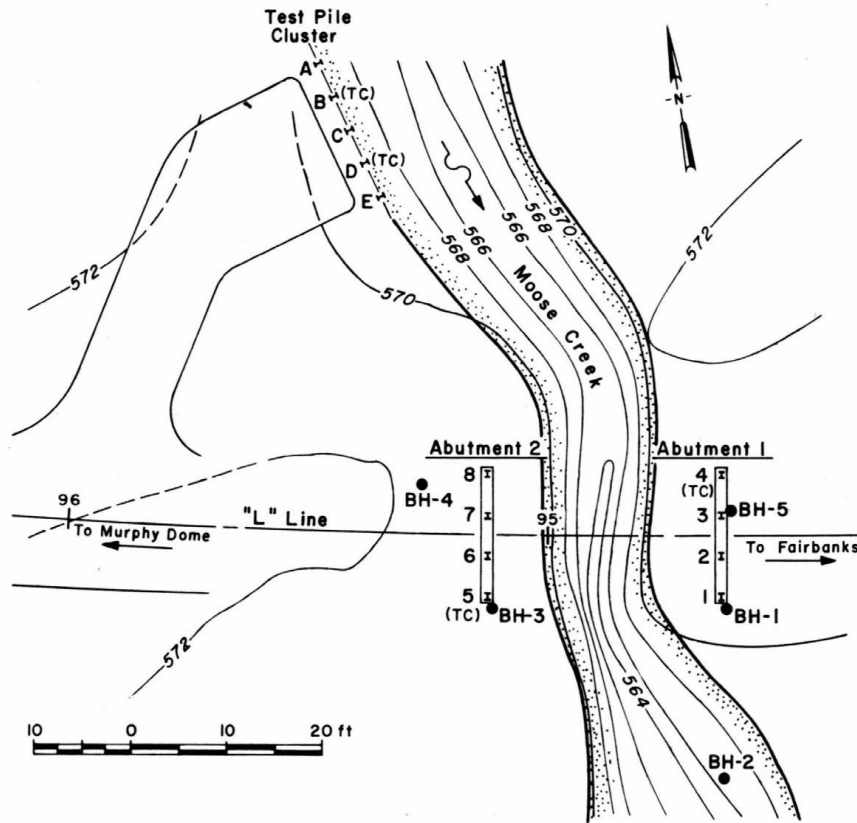 Test Pile
Cluster
A
B (TC)
C
D (TC)
E
N
572
570
568
566
566
568
570
572
Moose Creek
Abutment 2
Abutment 1
8
7
6
5
(TC)
4
(TC)
3
2
1
BH-4
BH-3
BH-5
BH-1
BH-2
96
95
"L" Line
To Murphy Dome
To Fairbanks
572
564
10 0 10 20 ft